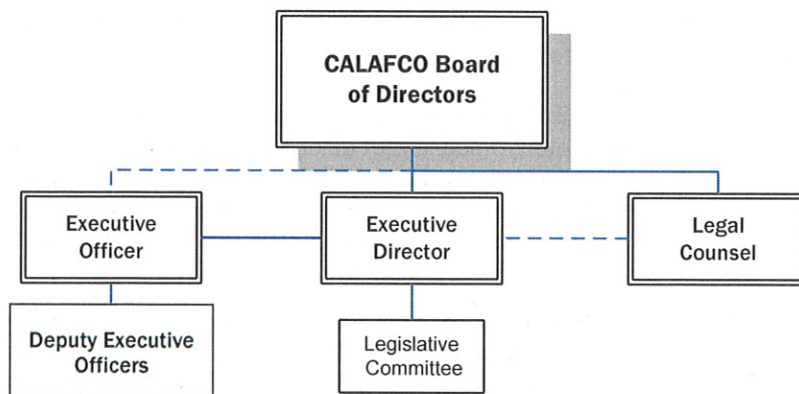 CALAFCO Board
of Directors
Executive
Officer
Executive
Director
Legal
Counsel
Deputy Executive
Officers
Legislative
Committee